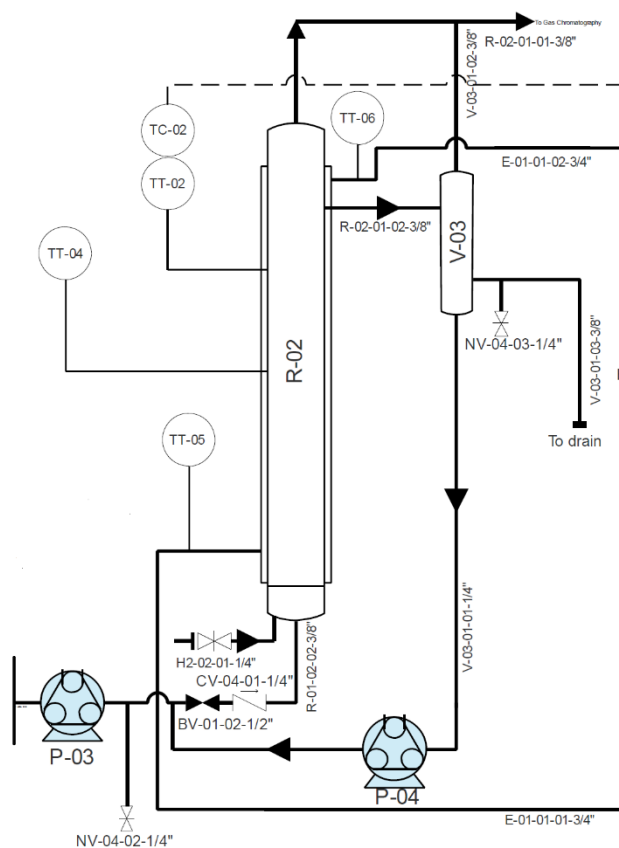 To Gas Chromatography
R-02-01-01-3/8"
V-03-01-02-3/8"
TC-02
TT-06
E-01-01-02-3/4"
TT-02
R-02-01-02-3/8"
V-03
TT-04
R-02
NV-04-03-1/4"
V-03-01-03-3/8"
To drain
TT-05
V-03-01-01-1/4"
H2-02-01-1/4"
R-01-02-02-3/8"
CV-04-01-1/4"
BV-01-02-1/2"
P-03
P-04
E-01-01-01-3/4"
NV-04-02-1/4"